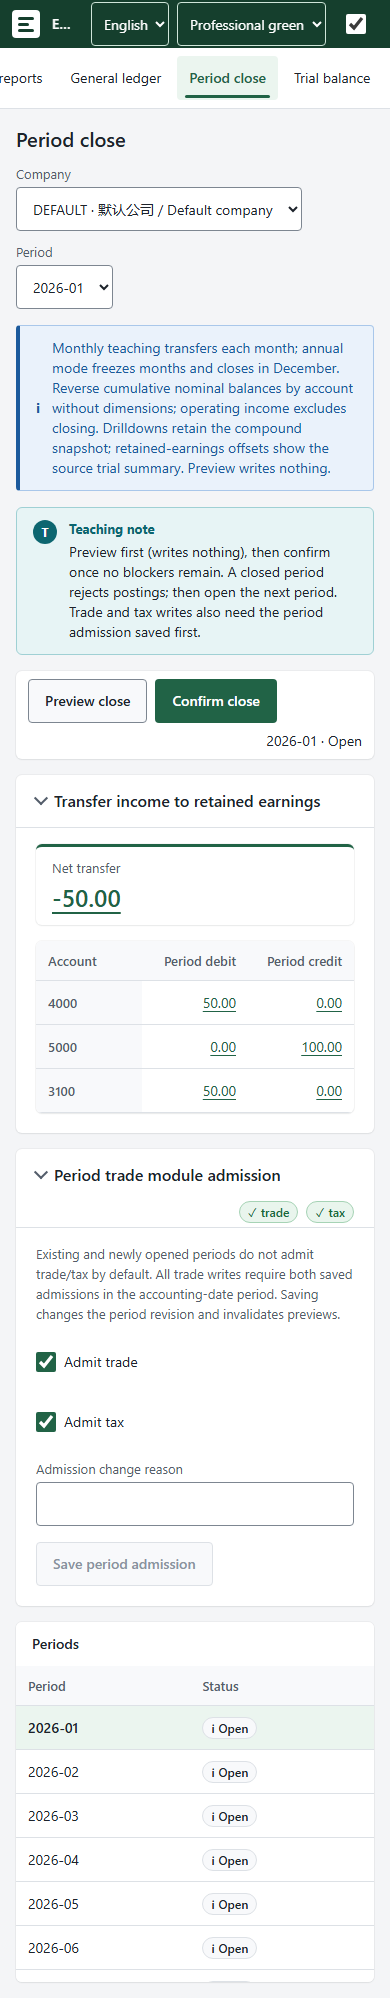 E...
English
Professional green
reports
General ledger
Period close
Trial balance
Period close
Company
DEFAULT · 默认公司 / Default company
Period
2026-01
i
Monthly teaching transfers each month; annual
mode freezes months and closes in December.
Reverse cumulative nominal balances by account
without dimensions; operating income excludes
closing. Drilldowns retain the compound
snapshot; retained-earnings offsets show the
source trial summary. Preview writes nothing.
T
Teaching note
Preview first (writes nothing), then confirm
once no blockers remain. A closed period
rejects postings; then open the next period.
Trade and tax writes also need the period
admission saved first.
Preview close
Confirm close
2026-01 · Open
Transfer income to retained earnings
Net transfer
-50.00
Account Period debit Period credit
4000 50.00 0.00
5000 0.00 100.00
3100 50.00 0.00
Period trade module admission
✓ trade ✓ tax
Existing and newly opened periods do not admit
trade/tax by default. All trade writes require both saved
admissions in the accounting-date period. Saving
changes the period revision and invalidates previews.
Admit trade
Admit tax
Admission change reason
Save period admission
Periods
Period Status
2026-01 i Open
2026-02 i Open
2026-03 i Open
2026-04 i Open
2026-05 i Open
2026-06 i Open